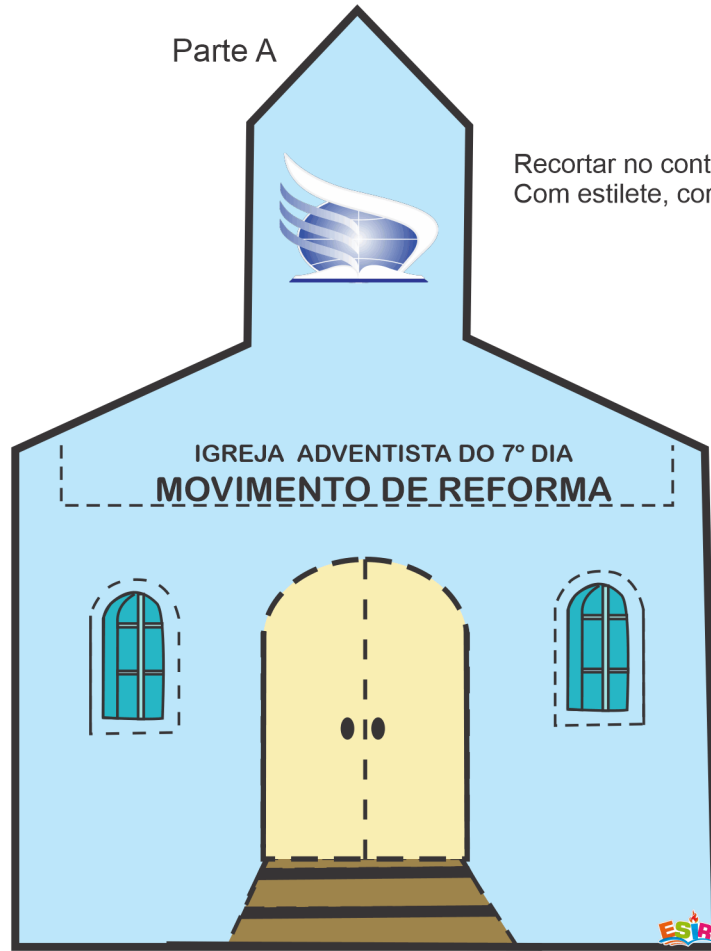 Parte A
Recortar no cont
Com estilete, cor
IGREJA ADVENTISTA DO 7º DIA
MOVIMENTO DE REFORMA
ESIR